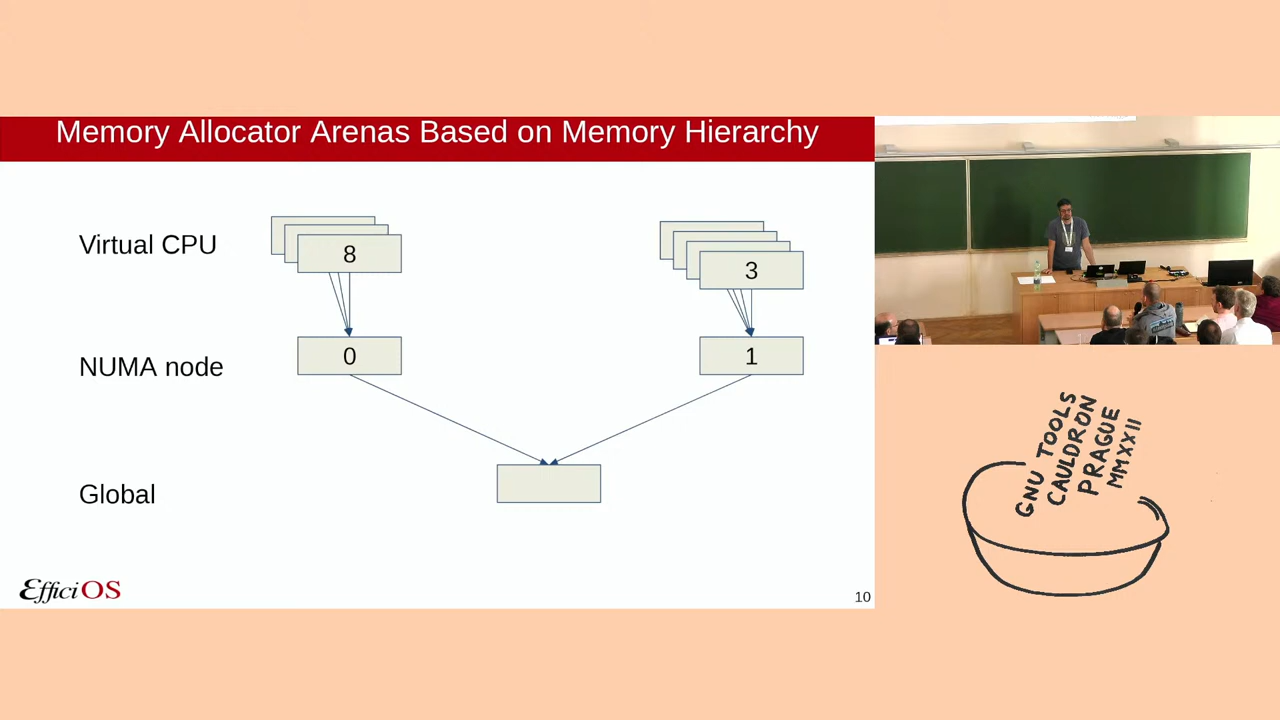 Memory Allocator Arenas Based on Memory Hierarchy
Virtual CPU
8
3
NUMA node
0
1
Global
EfficiOS
10
GNU TOOLS
CAULDRON
PRAGUE
MMXXII